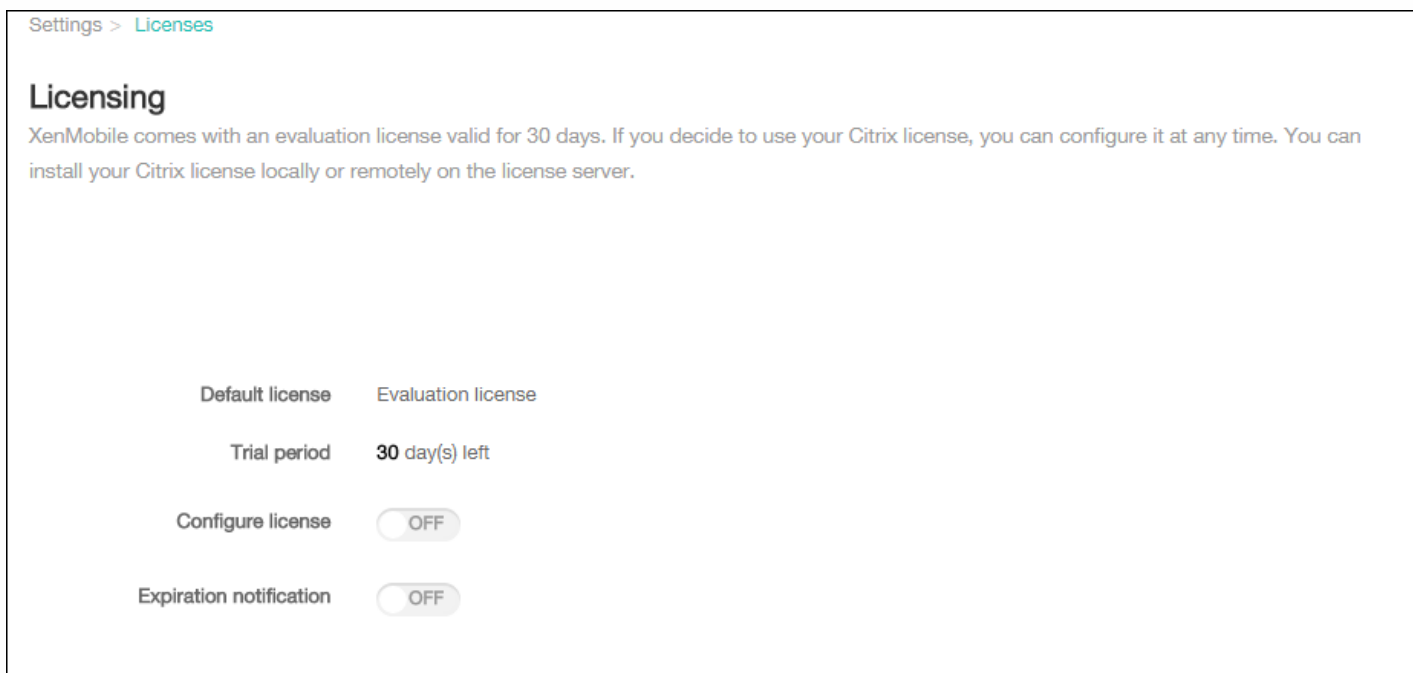 Settings > Licenses
Licensing
XenMobile comes with an evaluation license valid for 30 days. If you decide to use your Citrix license, you can configure it at any time. You can
install your Citrix license locally or remotely on the license server.
Default license Evaluation license
Trial period 30 day(s) left
Configure license OFF
Expiration notification OFF